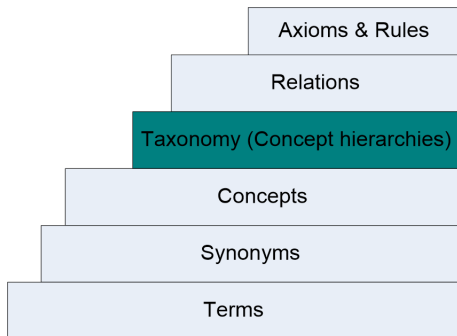 Axioms & Rules
Relations
Taxonomy (Concept hierarchies)
Concepts
Synonyms
Terms